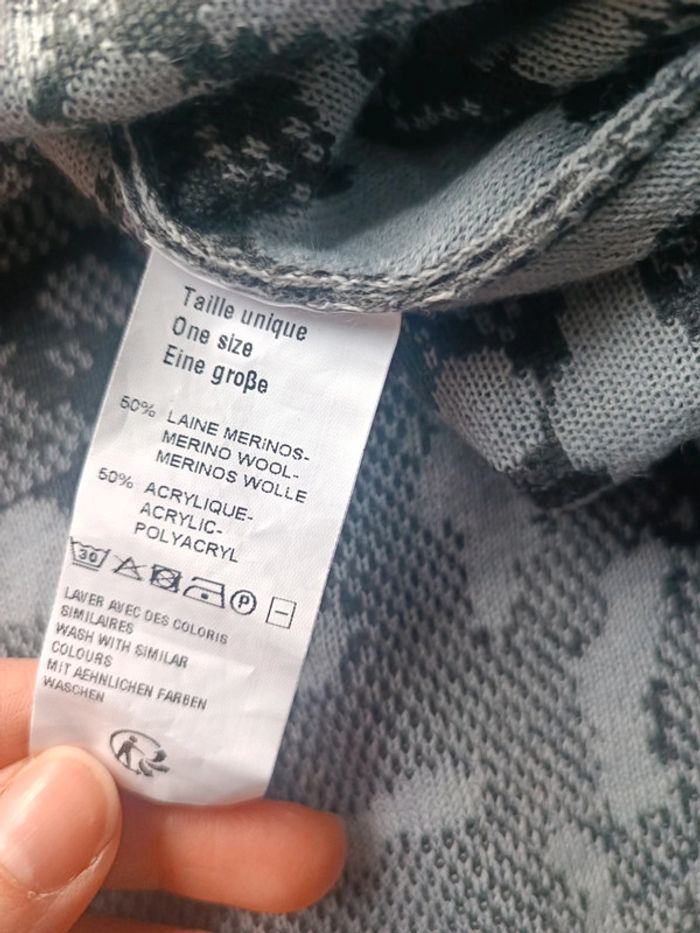 Taille unique
One size
Eine große
50% LAINE MERINOS-
MERINO WOOL-
MERINOS WOLLE
50% ACRYLIQUE-
ACRYLIC-
POLYACRYL
30 P
LAVER AVEC DES COLORIS
SIMILAIRES
WASH WITH SIMILAR
COLOURS
MIT AEHNLICHEN FARBEN
WASCHEN